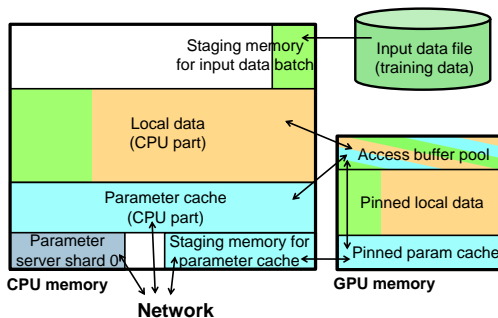 Staging memory
for input data
batch
Input data file
(training data)
Local data
(CPU part)
Access buffer pool
Parameter cache
(CPU part)
Pinned local data
Parameter
server shard 0
Staging memory for
parameter cache
Pinned param cache
CPU memory
GPU memory
Network